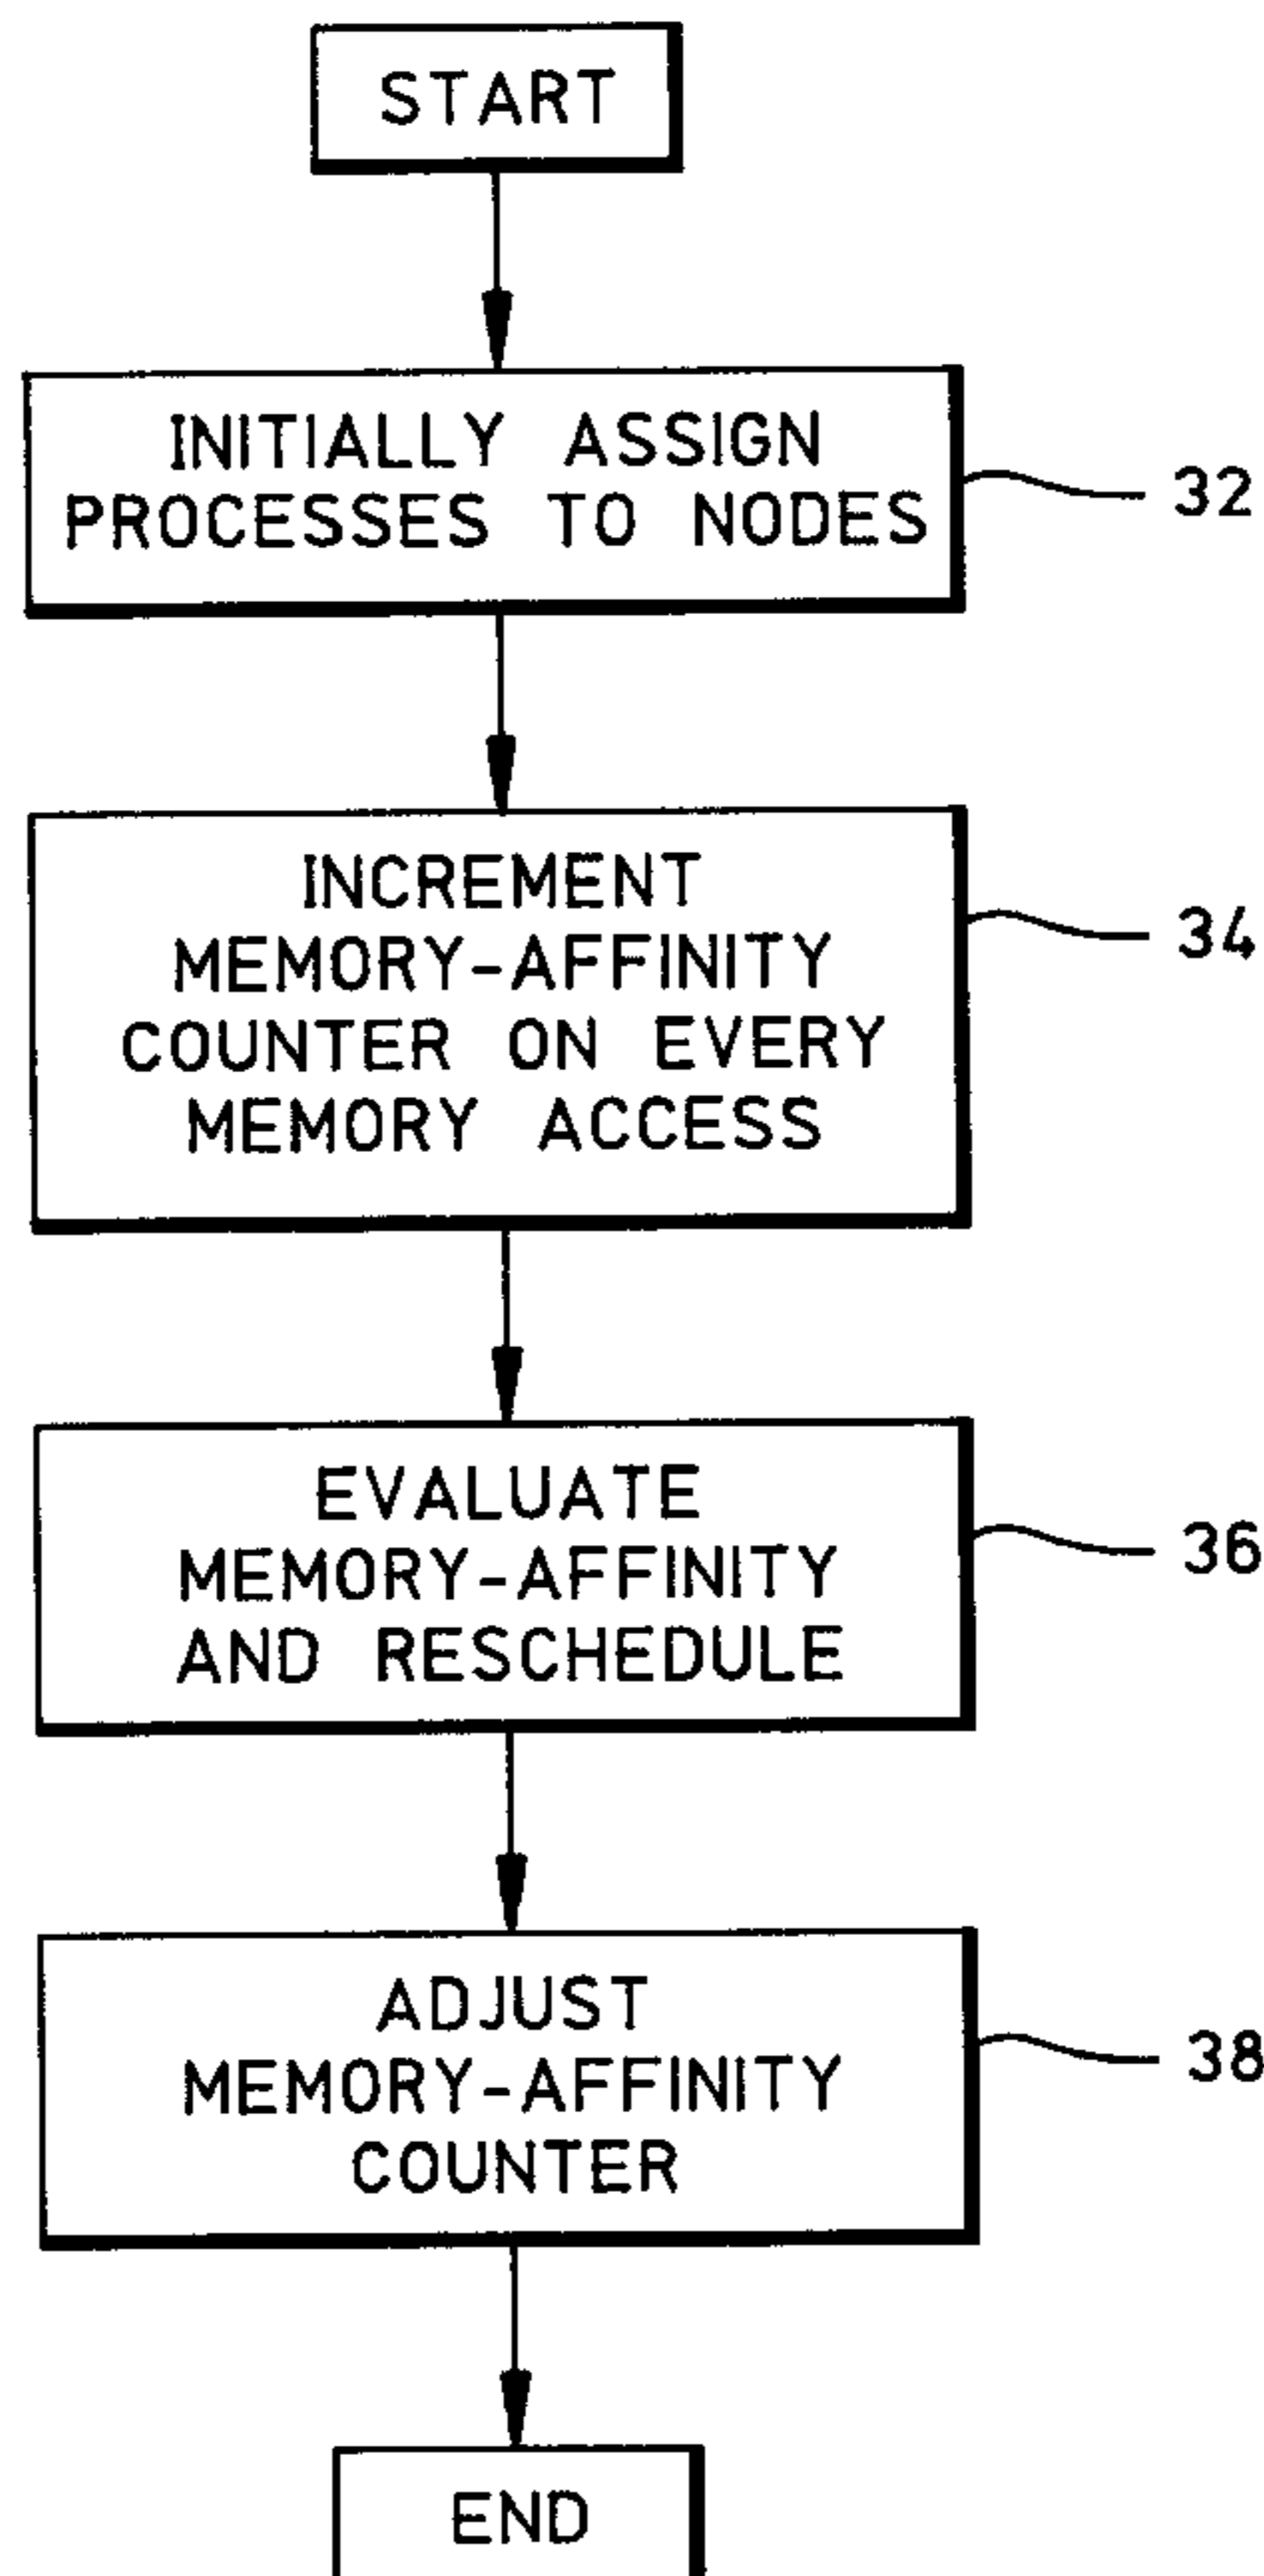 START
INITIALLY ASSIGN
PROCESSES TO NODES
32
INCREMENT
MEMORY-AFFINITY
COUNTER ON EVERY
MEMORY ACCESS
34
EVALUATE
MEMORY-AFFINITY
AND RESCHEDULE
36
ADJUST
MEMORY-AFFINITY
COUNTER
38
END